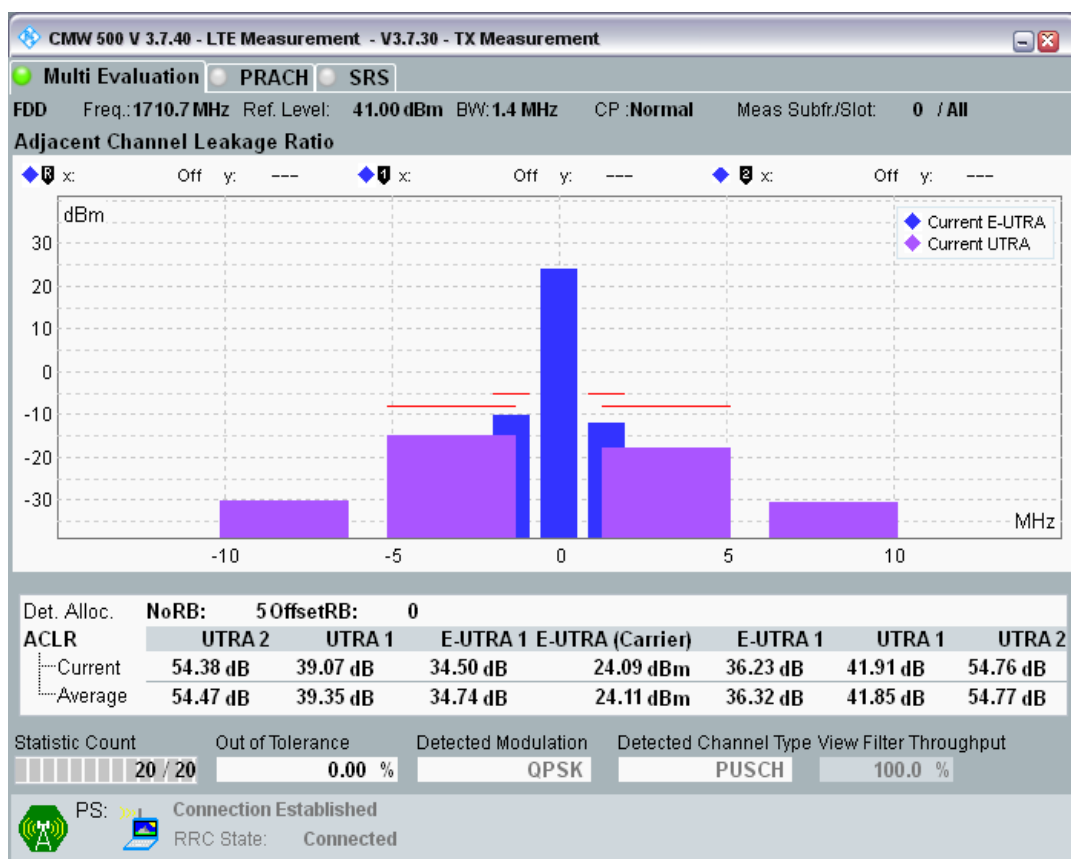 CMW 500 V 3.7.40 - LTE Measurement - V3.7.30 - TX Measurement
Multi Evaluation PRACH SRS
FDD Freq.: 1710.7 MHz Ref. Level: 41.00 dBm BW: 1.4 MHz CP :Normal Meas Subfr./Slot: 0 / All
Adjacent Channel Leakage Ratio
R x: Off y: --- 1 x: Off y: --- 2 x: Off y: ---
dBm
Current E-UTRA
Current UTRA
30
20
10
0
-10
-20
-30
MHz
-10 -5 0 5 10
Det. Alloc. NoRB: 5 OffsetRB: 0
ACLR UTRA 2 UTRA 1 E-UTRA 1 E-UTRA (Carrier) E-UTRA 1 UTRA 1 UTRA 2
Current 54.38 dB 39.07 dB 34.50 dB 24.09 dBm 36.23 dB 41.91 dB 54.76 dB
Average 54.47 dB 39.35 dB 34.74 dB 24.11 dBm 36.32 dB 41.85 dB 54.77 dB
Statistic Count Out of Tolerance Detected Modulation Detected Channel Type View Filter Throughput
20 / 20 0.00 % QPSK PUSCH 100.0 %
PS: Connection Established
RRC State: Connected